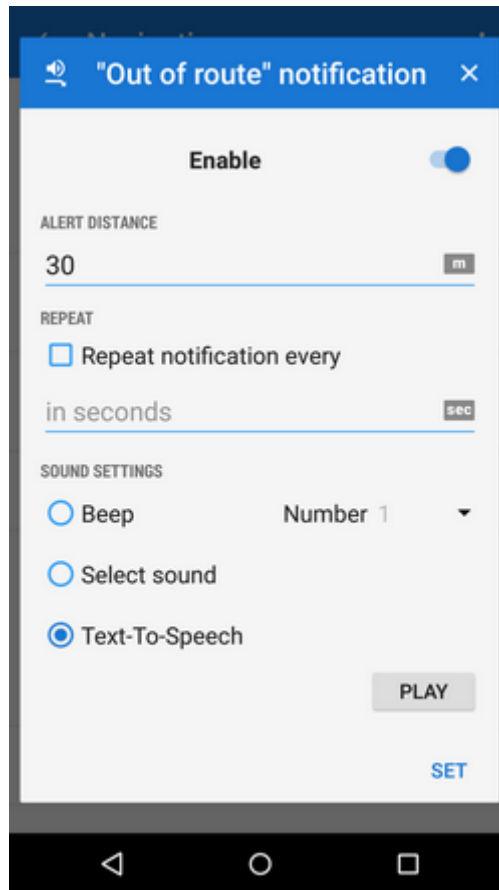 "Out of route" notification
Enable
ALERT DISTANCE
30 m
REPEAT
Repeat notification every
in seconds sec
SOUND SETTINGS
Beep Number 1
Select sound
Text-To-Speech
PLAY
SET